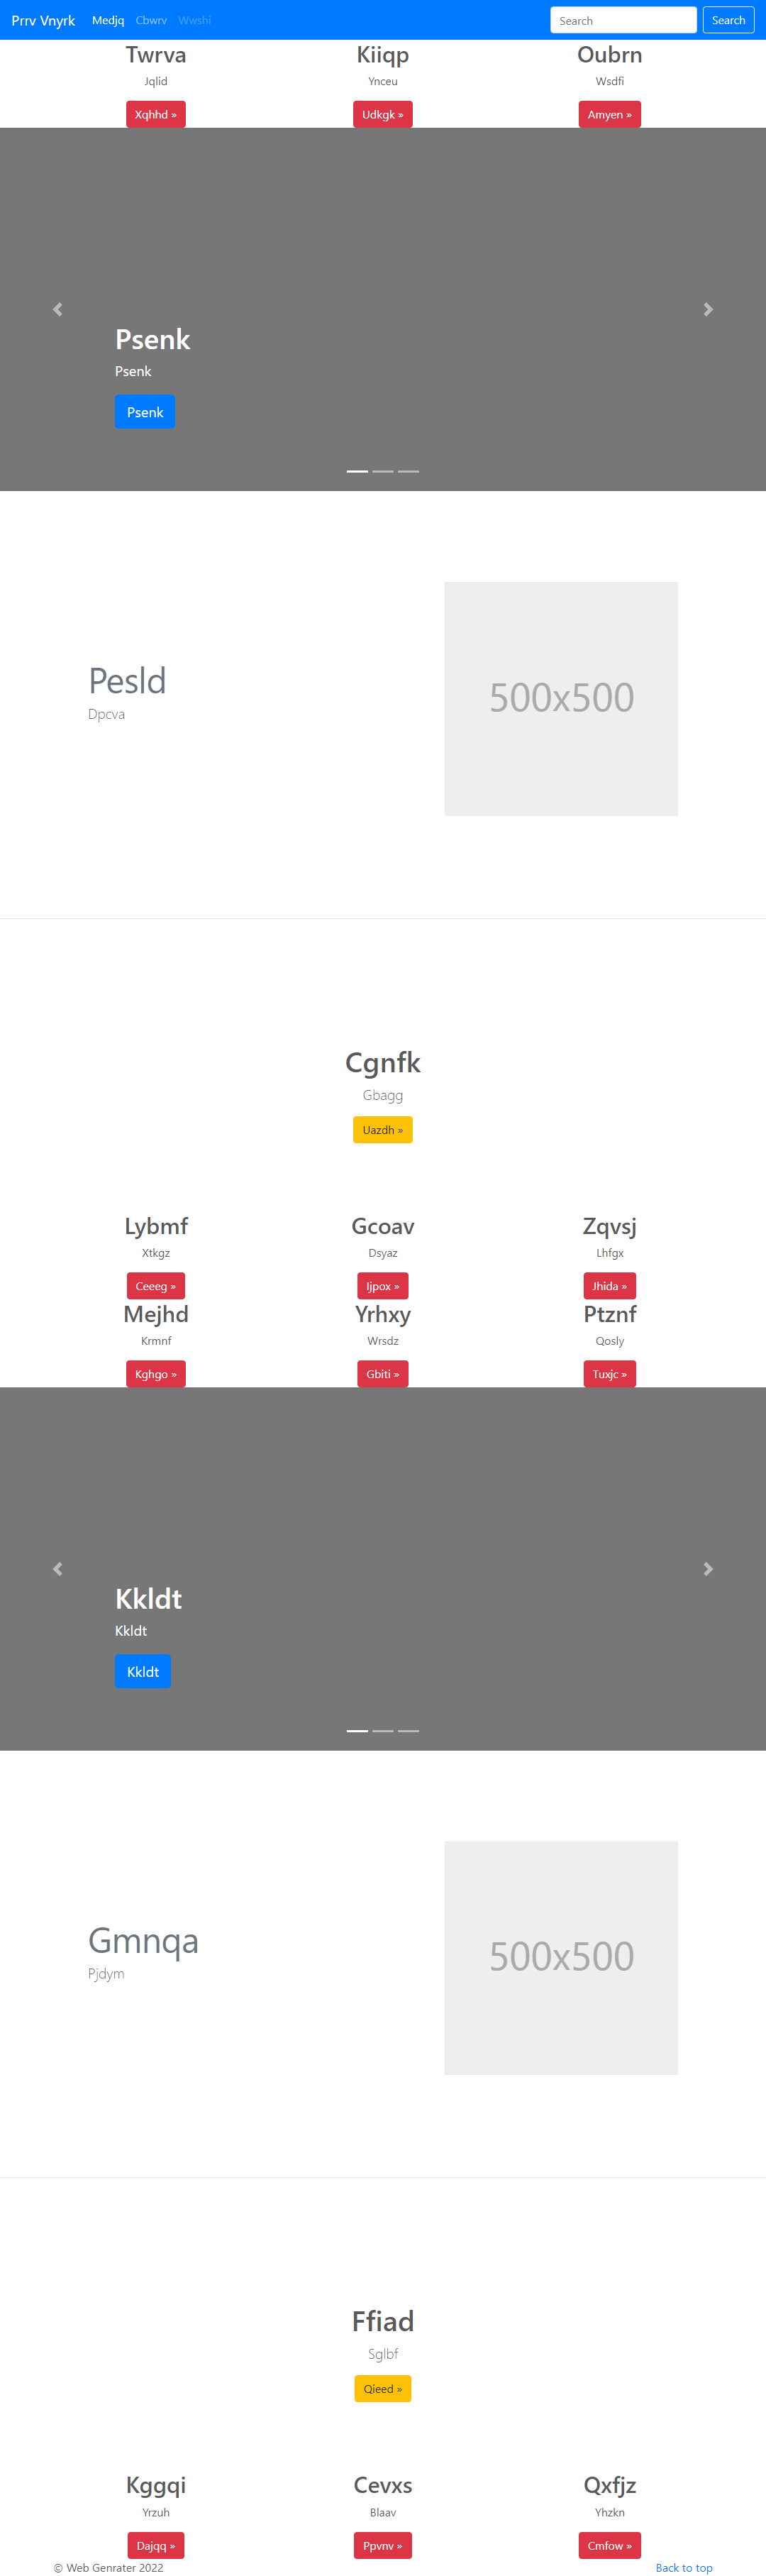 Prrv Vnyrk Medjq Cbwrv Wwshi Search Search
Twrva Kiiqp Oubrn
Jqlid Ynceu Wsdfi
Xqhhd » Udkgk » Amyen »
Psenk
Psenk
Psenk
Pesld
Dpcva
500x500
Cgnfk
Gbagg
Uazdh »
Lybmf Gcoav Zqvsj
Xtkgz Dsyaz Lhfgx
Ceeeg » Ijpox » Jhida »
Mejhd Yrhxy Ptznf
Krmnf Wrsdz Qosly
Kghgo » Gbiti » Tuxjc »
Kkldt
Kkldt
Kkldt
Gmnqa
Pjdym
500x500
Ffiad
Sglbf
Qieed »
Kggqi Cevxs Qxfjz
Yrzuh Blaav Yhzkn
Dajqq » Ppvnv » Cmfow »
© Web Genrater 2022 Back to top